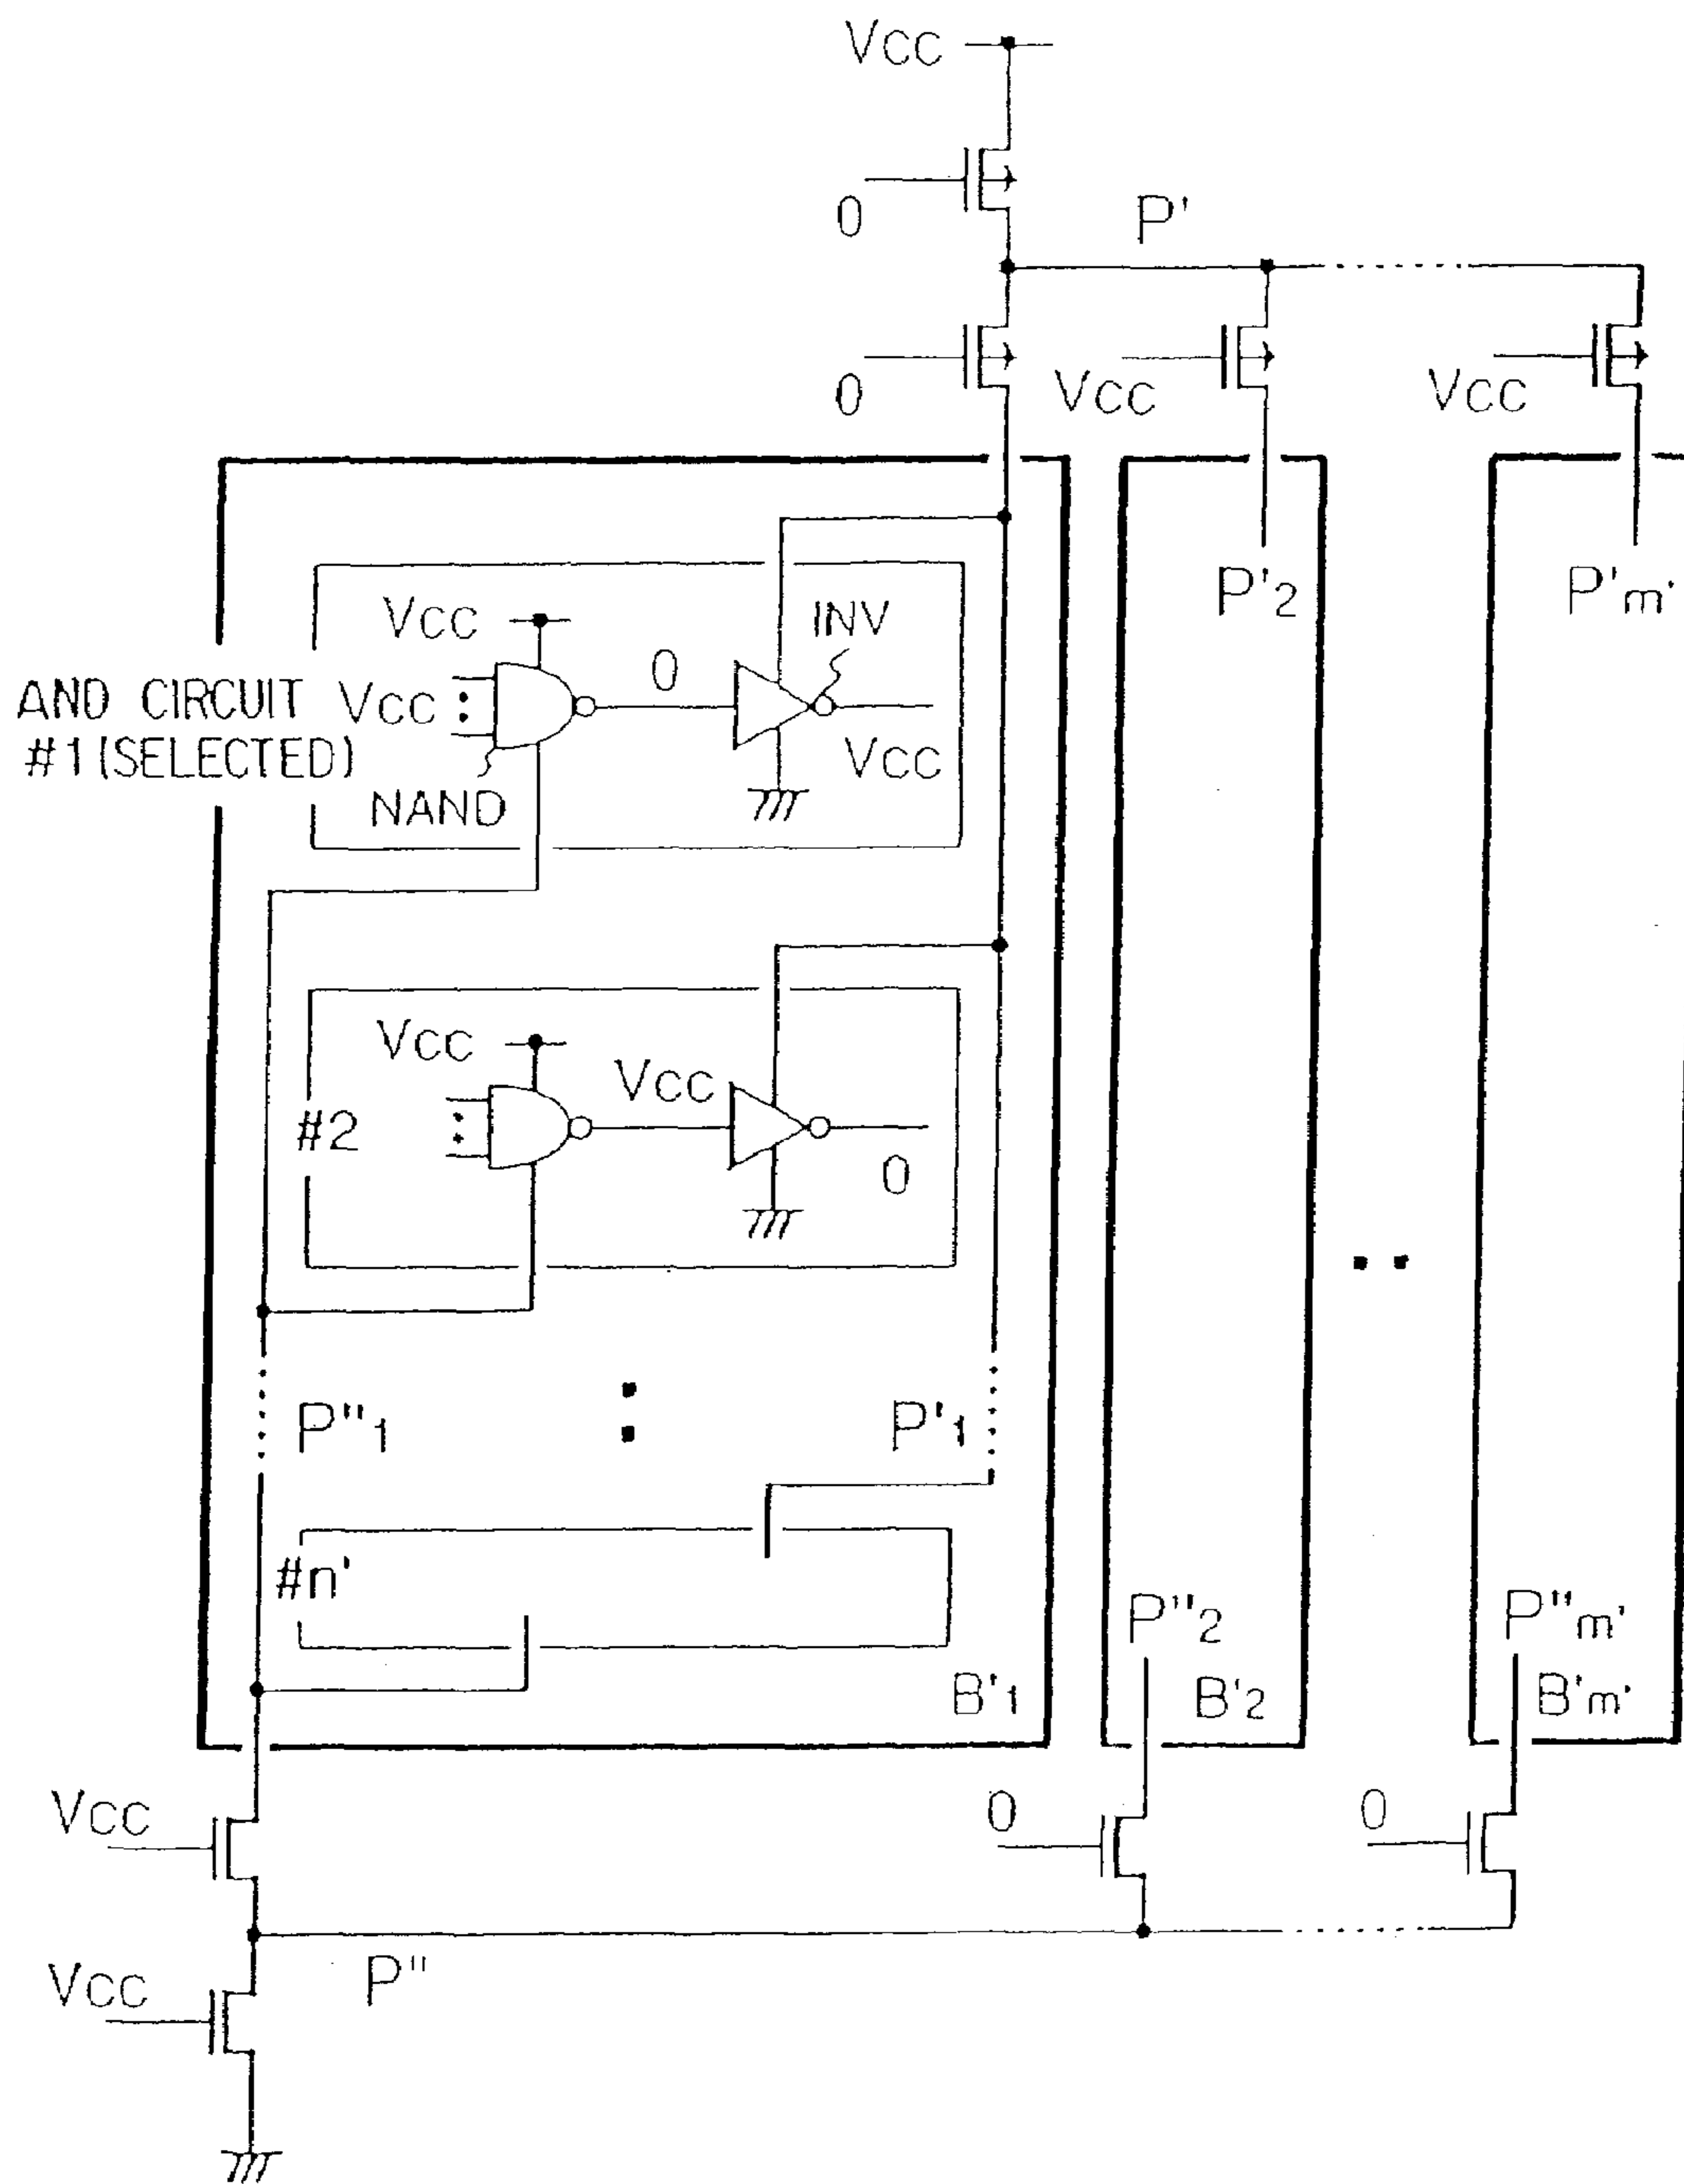 VCC
0
P'
0
VCC
VCC
P'2
P'm'
VCC
INV
0
AND CIRCUIT
#1 (SELECTED)
VCC
VCC
NAND
VCC
VCC
#2
0
P''1
P'1
#n'
P''2
P''m'
B'1
B'2
B'm'
VCC
0
0
P''
VCC